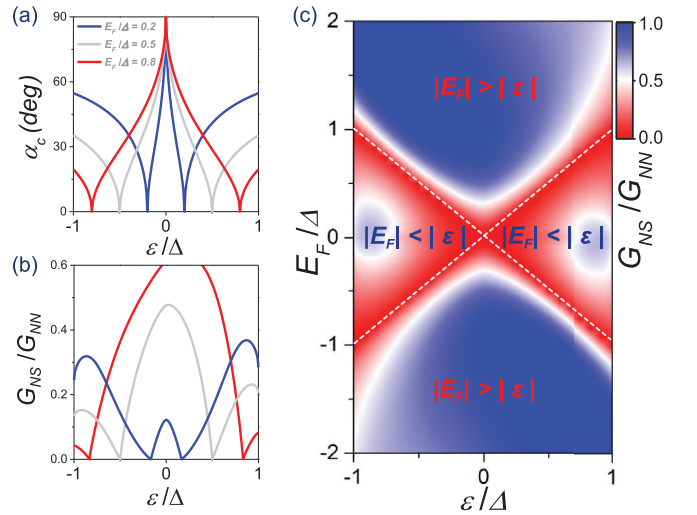 (a)
90
60
30
0
α_c (deg)
E_F/Δ = 0.2
E_F/Δ = 0.5
E_F/Δ = 0.8
-1 0 1
ε/Δ
(b)
0.6
0.4
0.2
0.0
G_NS/G_NN
-1 0 1
ε/Δ
(c)
2
1
0
-1
-2
E_F/Δ
|E_F| > | ε |
|E_F| < | ε | |E_F| < | ε |
|E_F| > | ε |
-1 0 1
ε/Δ
1.0
0.5
0.0
G_NS/G_NN